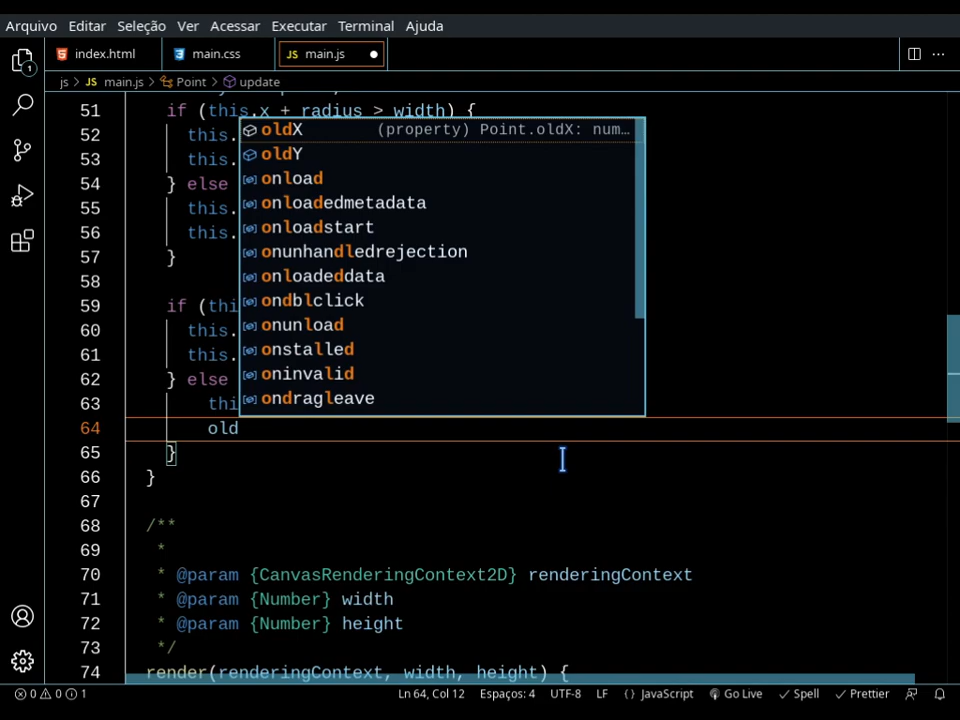 Arquivo Editar Seleção Ver Acessar Executar Terminal Ajuda
index.html main.css JS main.js
js > JS main.js > Point > update
51 if (this.x + radius > width) {
52 this.
53 this.
54 } else
55 this.
56 this.
57 }
58
59 if (thi
60 this.
61 this.
62 } else
63 thi
64 old
65 }
66 }
67
68 /**
69 *
70 * @param {CanvasRenderingContext2D} renderingContext
71 * @param {Number} width
72 * @param {Number} height
73 */
74 render(renderingContext, width, height) {
oldX (property) Point.oldX: num…
oldY
onload
onloadedmetadata
onloadstart
onunhandledrejection
onloadeddata
ondblclick
onunload
onstalled
oninvalid
ondragleave
1
0 0 1 Ln 64, Col 12 Espaços: 4 UTF-8 LF {} JavaScript Go Live Spell Prettier